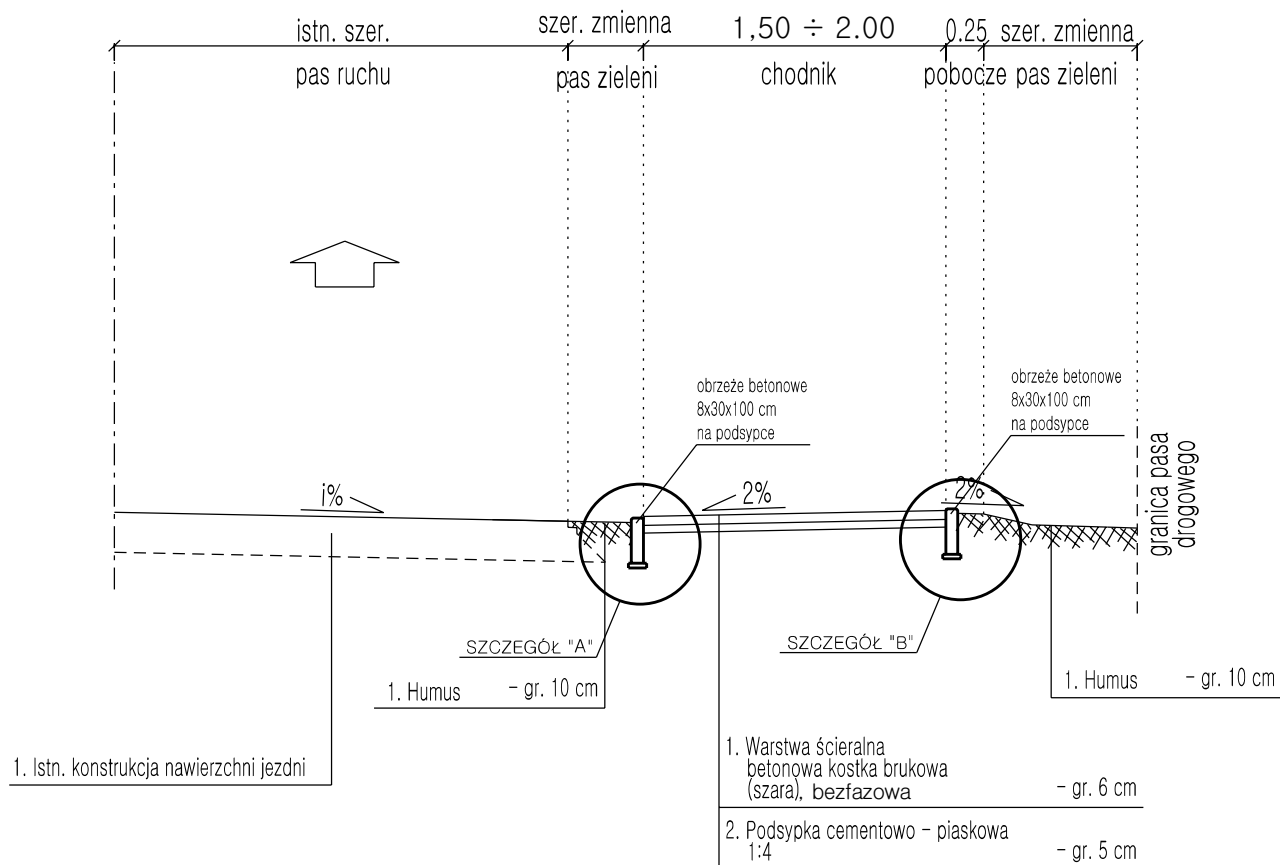 istn. szer.
szer. zmienna
1,50 ÷ 2.00
0.25
szer. zmienna
pas ruchu
pas zieleni
chodnik
pobocze
pas zieleni
obrzeże betonowe
8x30x100 cm
na podsypce
obrzeże betonowe
8x30x100 cm
na podsypce
i%
2%
2%
granica pasa
drogowego
SZCZEGÓŁ "A"
SZCZEGÓŁ "B"
1. Humus - gr. 10 cm
1. Humus - gr. 10 cm
1. Istn. konstrukcja nawierzchni jezdni
1. Warstwa ścieralna
betonowa kostka brukowa
(szara), bezfazowa - gr. 6 cm
2. Podsypka cementowo - piaskowa
1:4 - gr. 5 cm